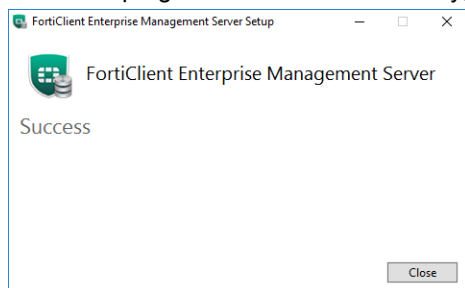 FortiClient Enterprise Management Server Setup
FortiClient Enterprise Management Server
Success
Close